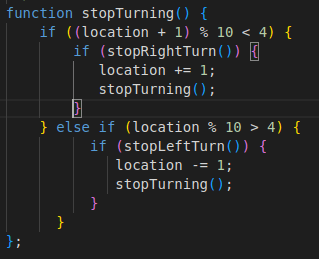 function stopTurning() {
    if ((location + 1) % 10 < 4) {
        if (stopRightTurn()) {
           location += 1;
           stopTurning();
        }
    } else if (location % 10 > 4) {
          if (stopLeftTurn()) {
             location -= 1;
             stopTurning();
          }
      }
};